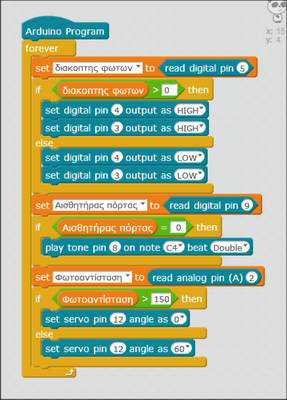 x: 15
y: 4
Arduino Program
forever
set διακοπτης φωτων to read digital pin 5
if διακοπτης φωτων > 0 then
set digital pin 4 output as HIGH
set digital pin 3 output as HIGH
else
set digital pin 4 output as LOW
set digital pin 3 output as LOW
set Αισθητήρας πόρτας to read digital pin 9
if Αισθητήρας πόρτας = 0 then
play tone pin 8 on note C4 beat Double
set Φωτοαντίσταση to read analog pin (A) 2
if Φωτοαντίσταση > 150 then
set servo pin 12 angle as 0
else
set servo pin 12 angle as 60